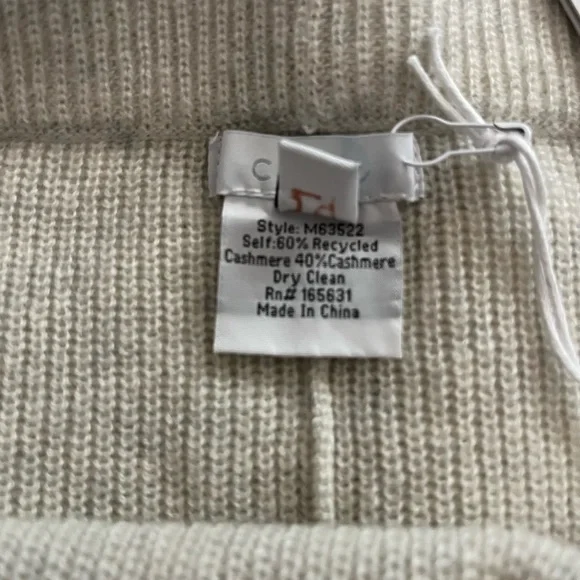 C
Style: M63522
Self:60% Recycled
Cashmere 40%Cashmere
Dry Clean
Rn# 165631
Made In China